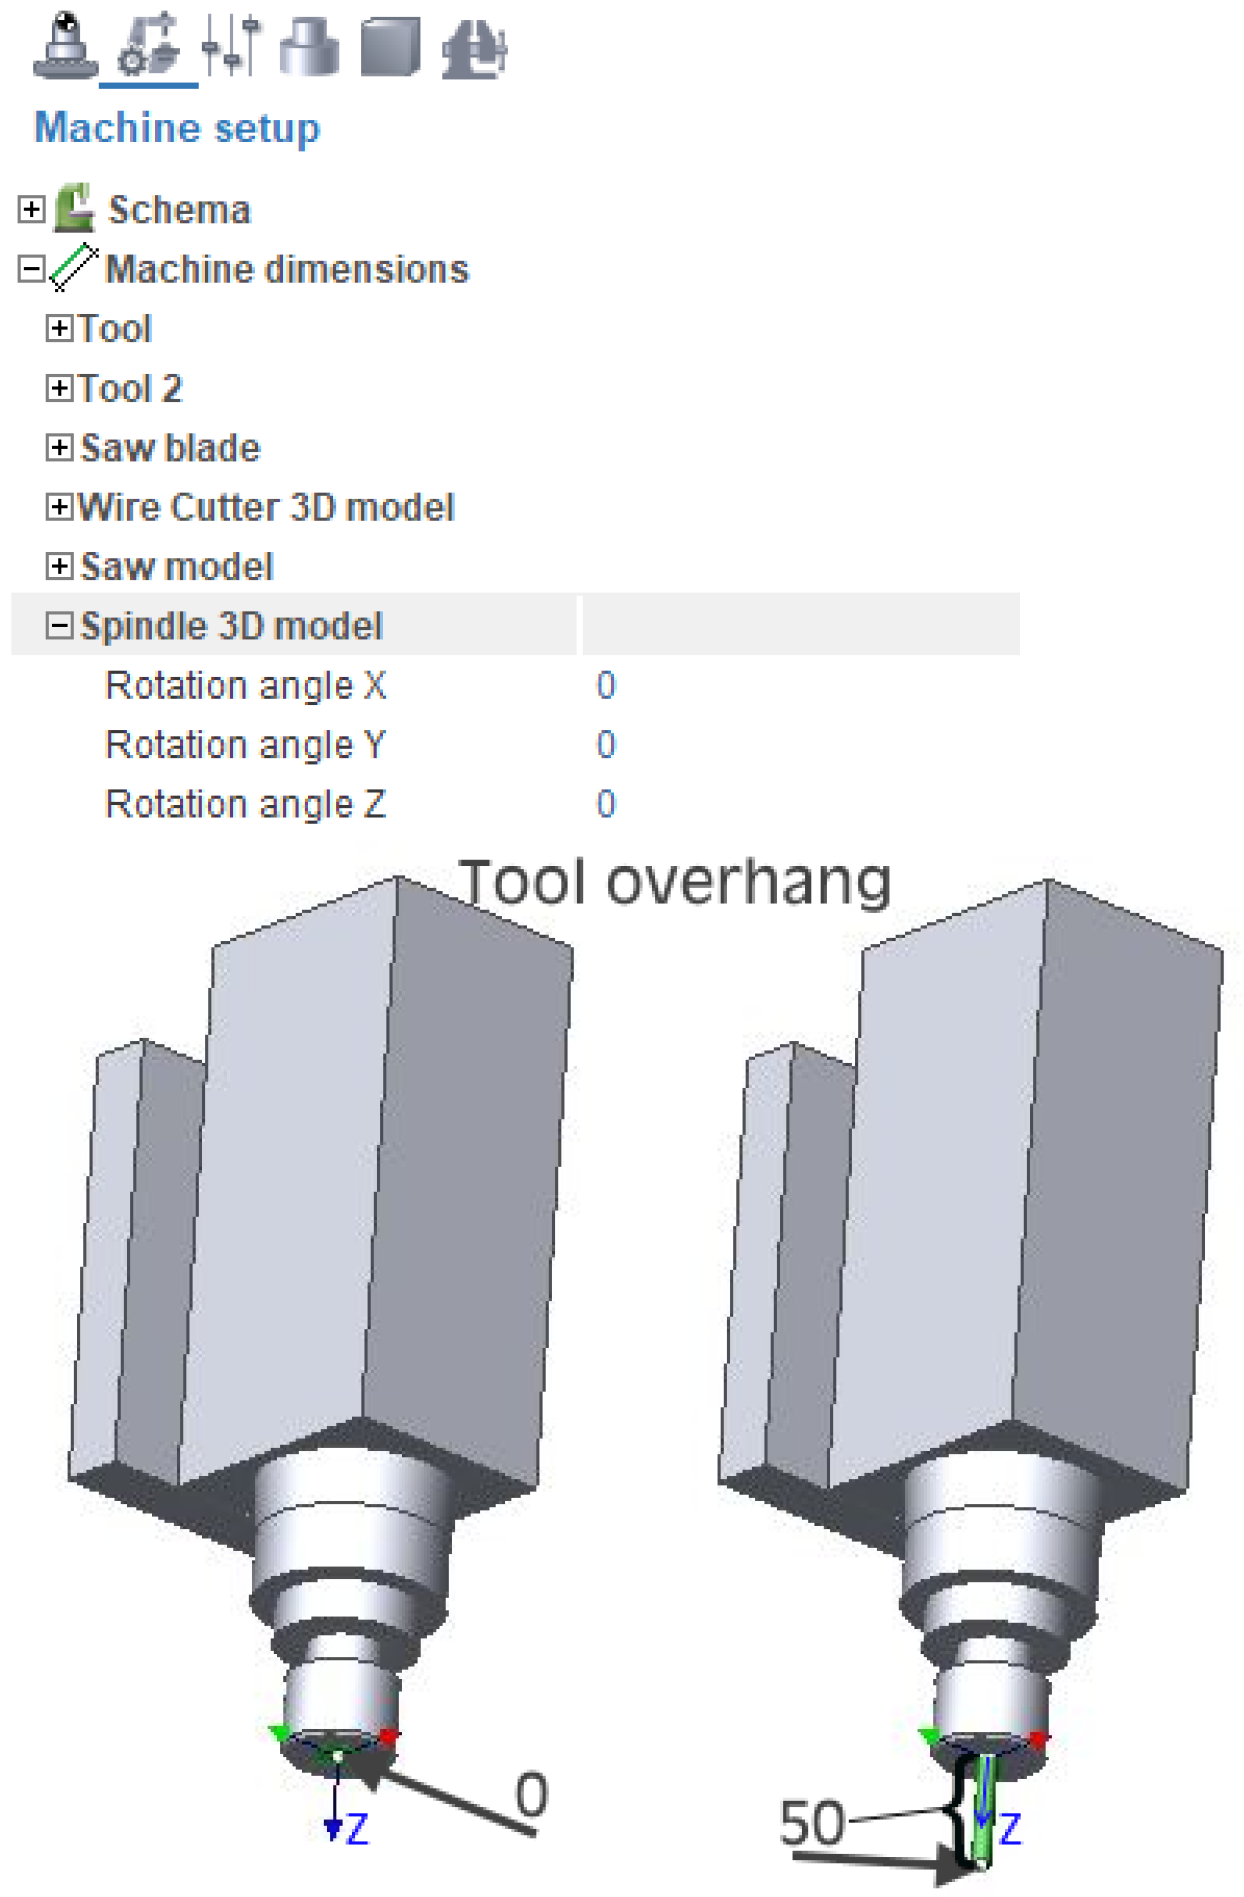 Machine setup
Schema
Machine dimensions
Tool
Tool 2
Saw blade
Wire Cutter 3D model
Saw model
Spindle 3D model
Rotation angle X 0
Rotation angle Y 0
Rotation angle Z 0
Tool overhang
0
Z
50
Z